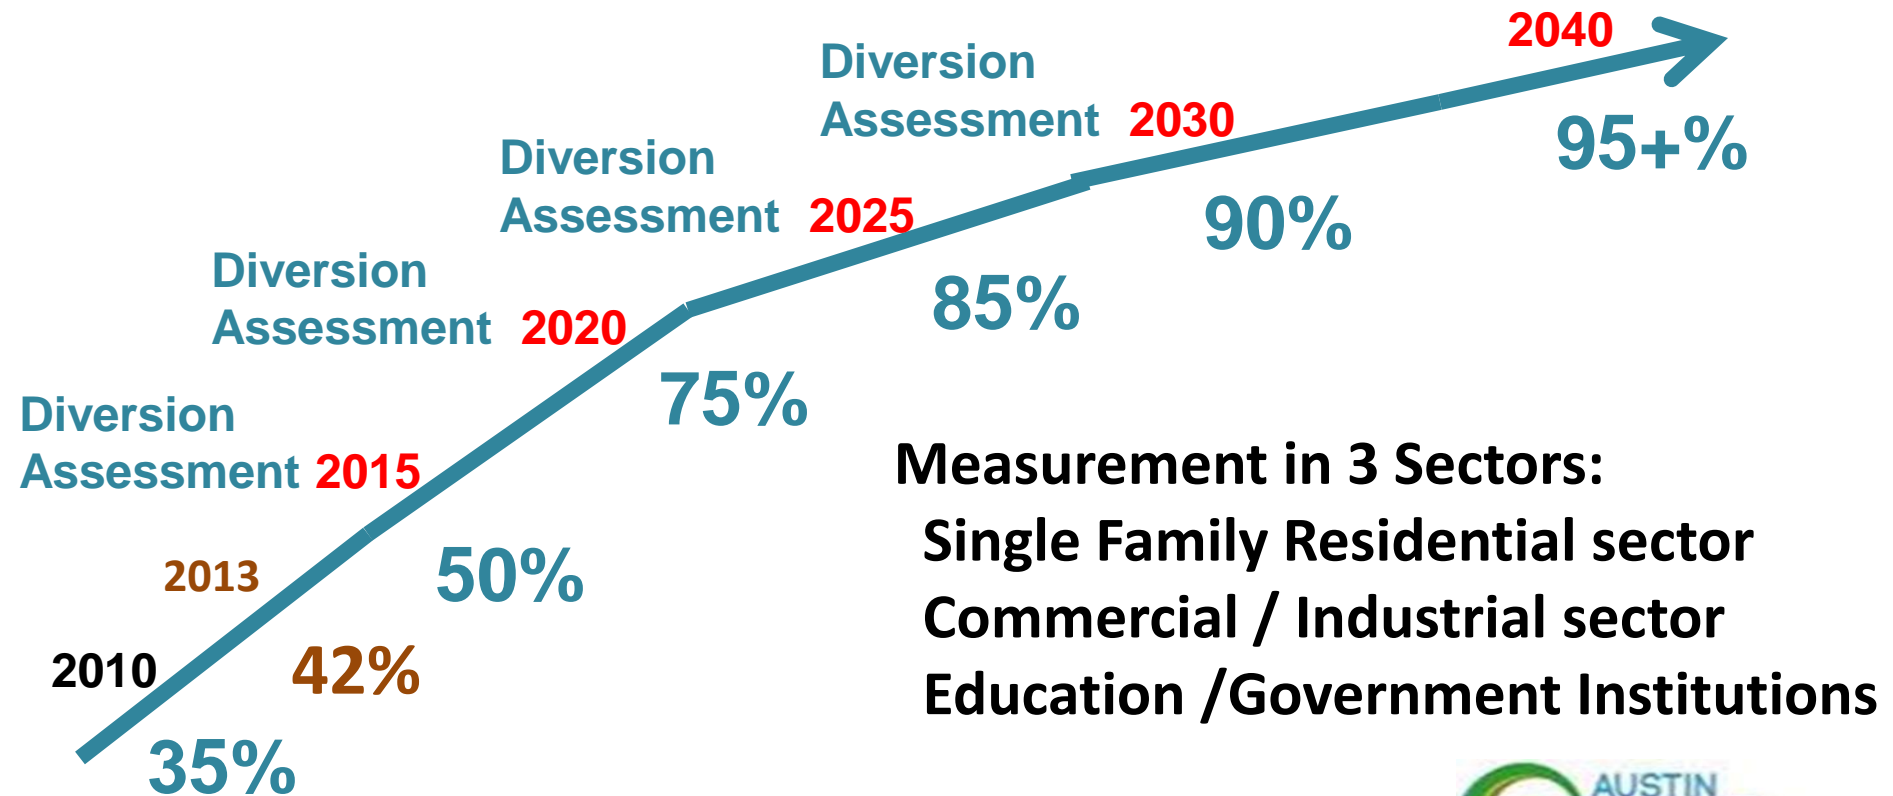 2040
Diversion
Assessment 2030
95+%
Diversion
Assessment 2025
90%
Diversion
Assessment 2020
85%
Diversion
Assessment 2015
75%
Measurement in 3 Sectors:
Single Family Residential sector
Commercial / Industrial sector
Education /Government Institutions
2013
50%
2010
42%
35%
AUSTIN